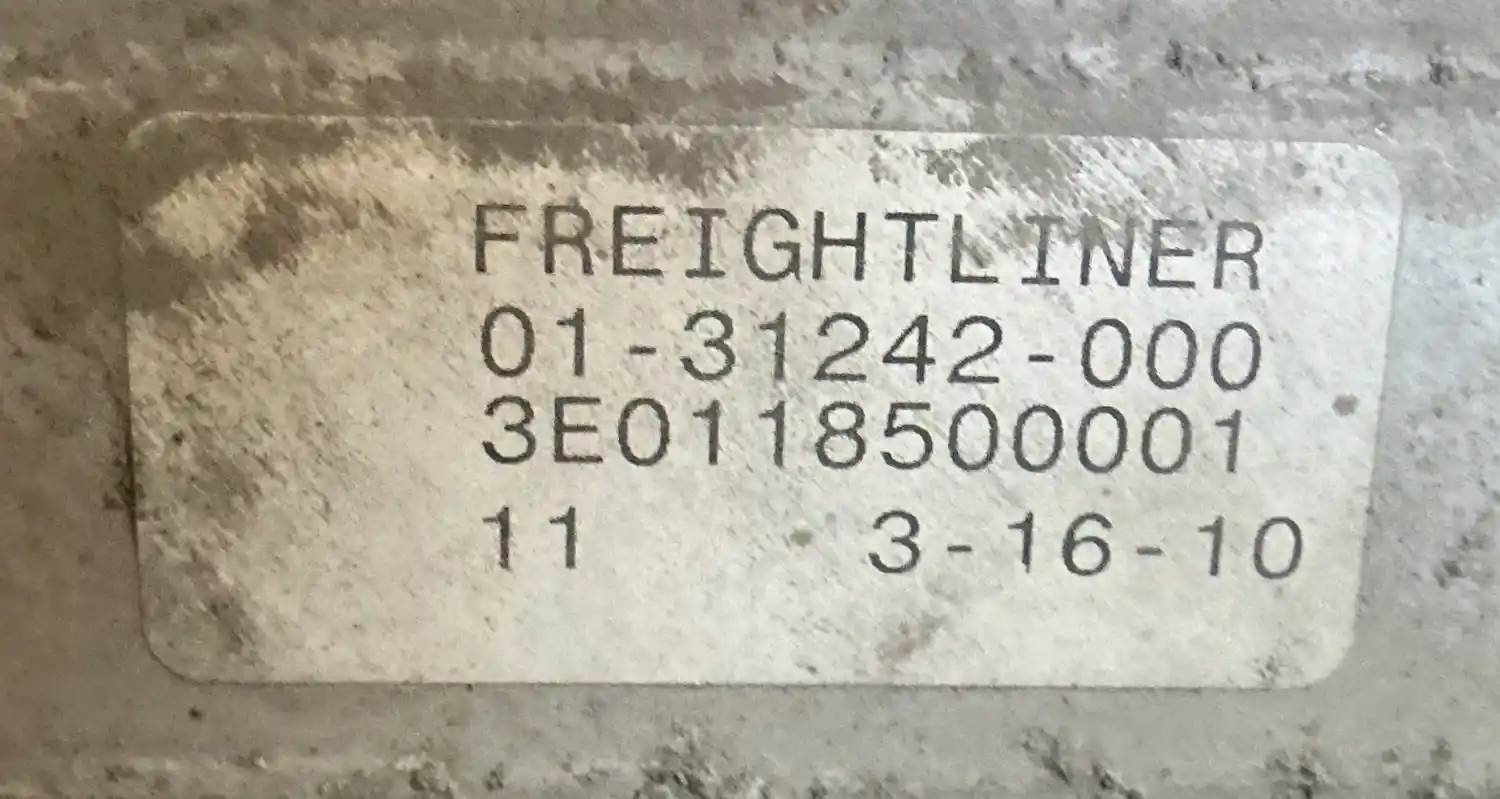 FREIGHTLINER
01-31242-000
3E0118500001
11 3-16-10